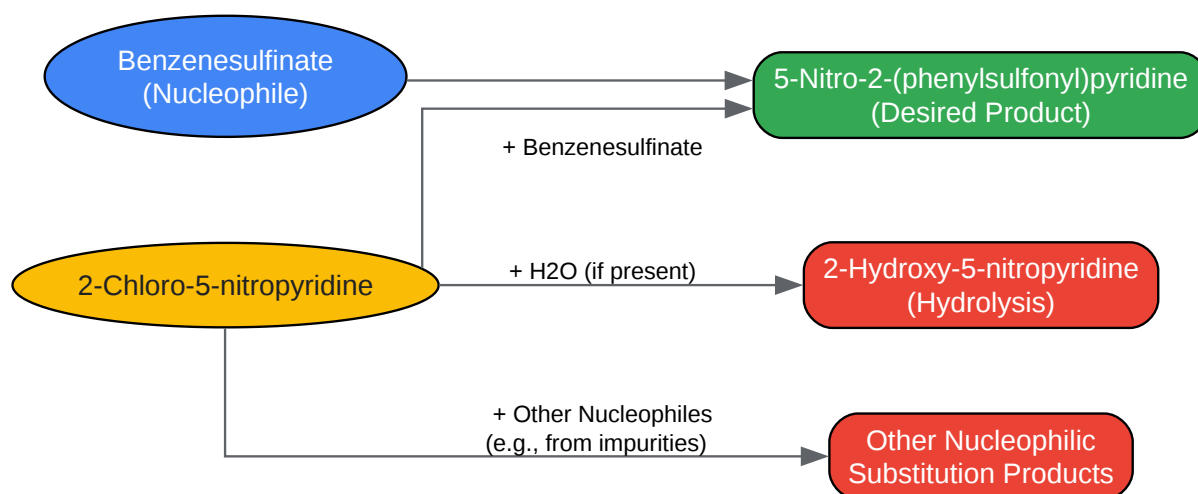 Benzenesulfinate
(Nucleophile)
5-Nitro-2-(phenylsulfonyl)pyridine
(Desired Product)
+ Benzenesulfinate
2-Chloro-5-nitropyridine
+ H2O (if present)
2-Hydroxy-5-nitropyridine
(Hydrolysis)
+ Other Nucleophiles
(e.g., from impurities)
Other Nucleophilic
Substitution Products